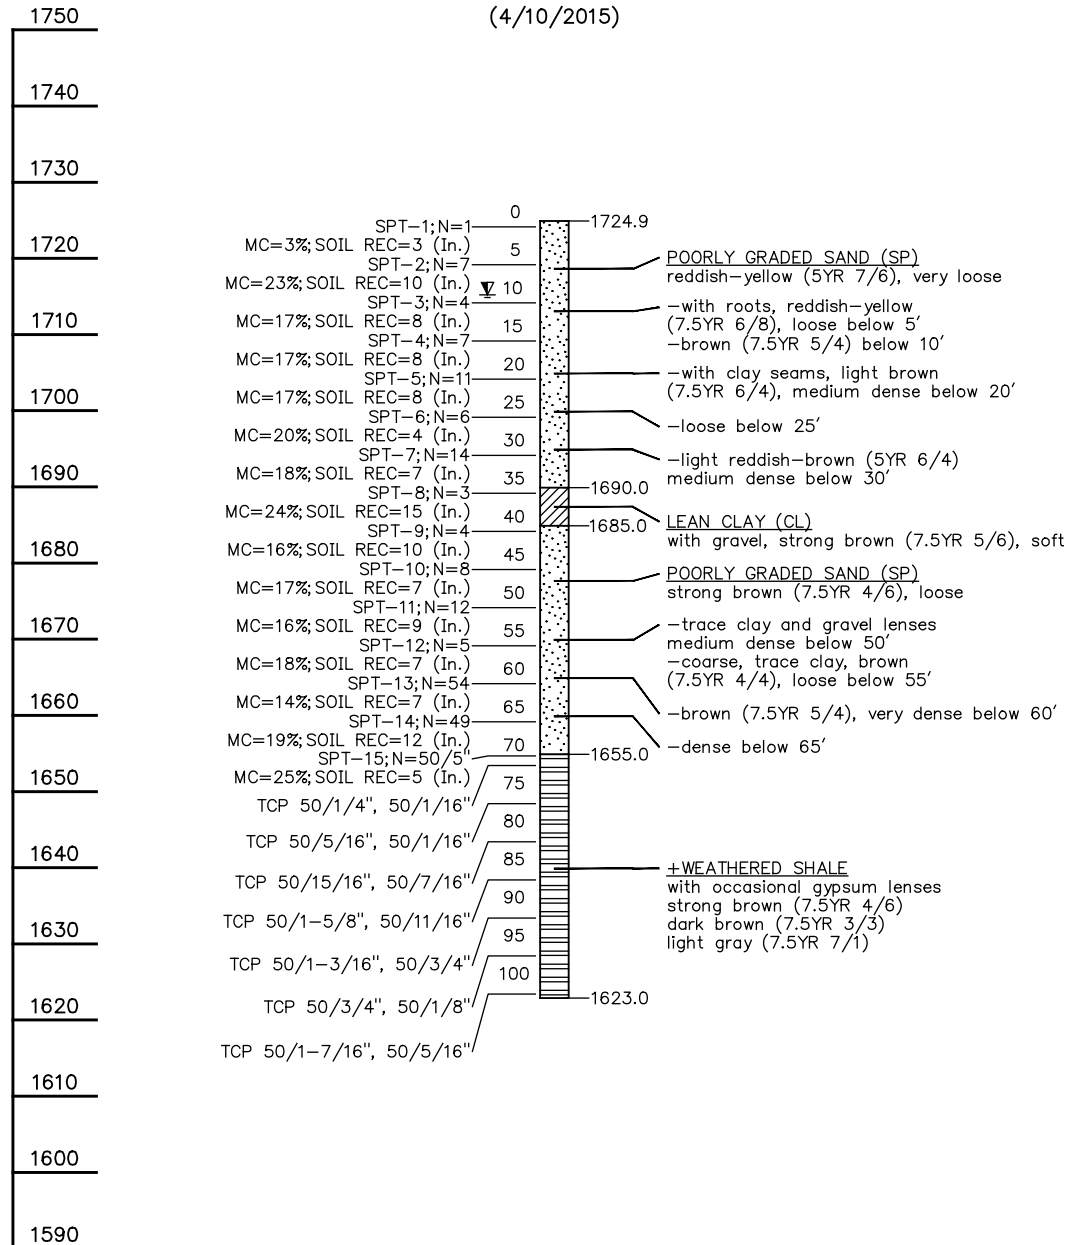 (4/10/2015)
1750
1740
1730
1720
1710
1700
1690
1680
1670
1660
1650
1640
1630
1620
1610
1600
1590
SPT-1;N=1
MC=3%;SOIL REC=3 (In.)
SPT-2;N=7
MC=23%;SOIL REC=10 (In.)
SPT-3;N=4
MC=17%;SOIL REC=8 (In.)
SPT-4;N=7
MC=17%;SOIL REC=8 (In.)
SPT-5;N=11
MC=17%;SOIL REC=8 (In.)
SPT-6;N=6
MC=20%;SOIL REC=4 (In.)
SPT-7;N=14
MC=18%;SOIL REC=7 (In.)
SPT-8;N=3
MC=24%;SOIL REC=15 (In.)
SPT-9;N=4
MC=16%;SOIL REC=10 (In.)
SPT-10;N=8
MC=17%;SOIL REC=7 (In.)
SPT-11;N=12
MC=16%;SOIL REC=9 (In.)
SPT-12;N=5
MC=18%;SOIL REC=7 (In.)
SPT-13;N=54
MC=14%;SOIL REC=7 (In.)
SPT-14;N=49
MC=19%;SOIL REC=12 (In.)
SPT-15;N=50/5"
MC=25%;SOIL REC=5 (In.)
TCP 50/1/4", 50/1/16"
TCP 50/5/16", 50/1/16"
TCP 50/15/16", 50/7/16"
TCP 50/1-5/8", 50/11/16"
TCP 50/1-3/16", 50/3/4"
TCP 50/3/4", 50/1/8"
TCP 50/1-7/16", 50/5/16"
0
5
10
15
20
25
30
35
40
45
50
55
60
65
70
75
80
85
90
95
100
1724.9
1690.0
1685.0
1655.0
1623.0
POORLY GRADED SAND (SP)
reddish-yellow (5YR 7/6), very loose
-with roots, reddish-yellow
(7.5YR 6/8), loose below 5'
-brown (7.5YR 5/4) below 10'
-with clay seams, light brown
(7.5YR 6/4), medium dense below 20'
-loose below 25'
-light reddish-brown (5YR 6/4)
medium dense below 30'
LEAN CLAY (CL)
with gravel, strong brown (7.5YR 5/6), soft
POORLY GRADED SAND (SP)
strong brown (7.5YR 4/6), loose
-trace clay and gravel lenses
medium dense below 50'
-coarse, trace clay, brown
(7.5YR 4/4), loose below 55'
-brown (7.5YR 5/4), very dense below 60'
-dense below 65'
+WEATHERED SHALE
with occasional gypsum lenses
strong brown (7.5YR 4/6)
dark brown (7.5YR 3/3)
light gray (7.5YR 7/1)